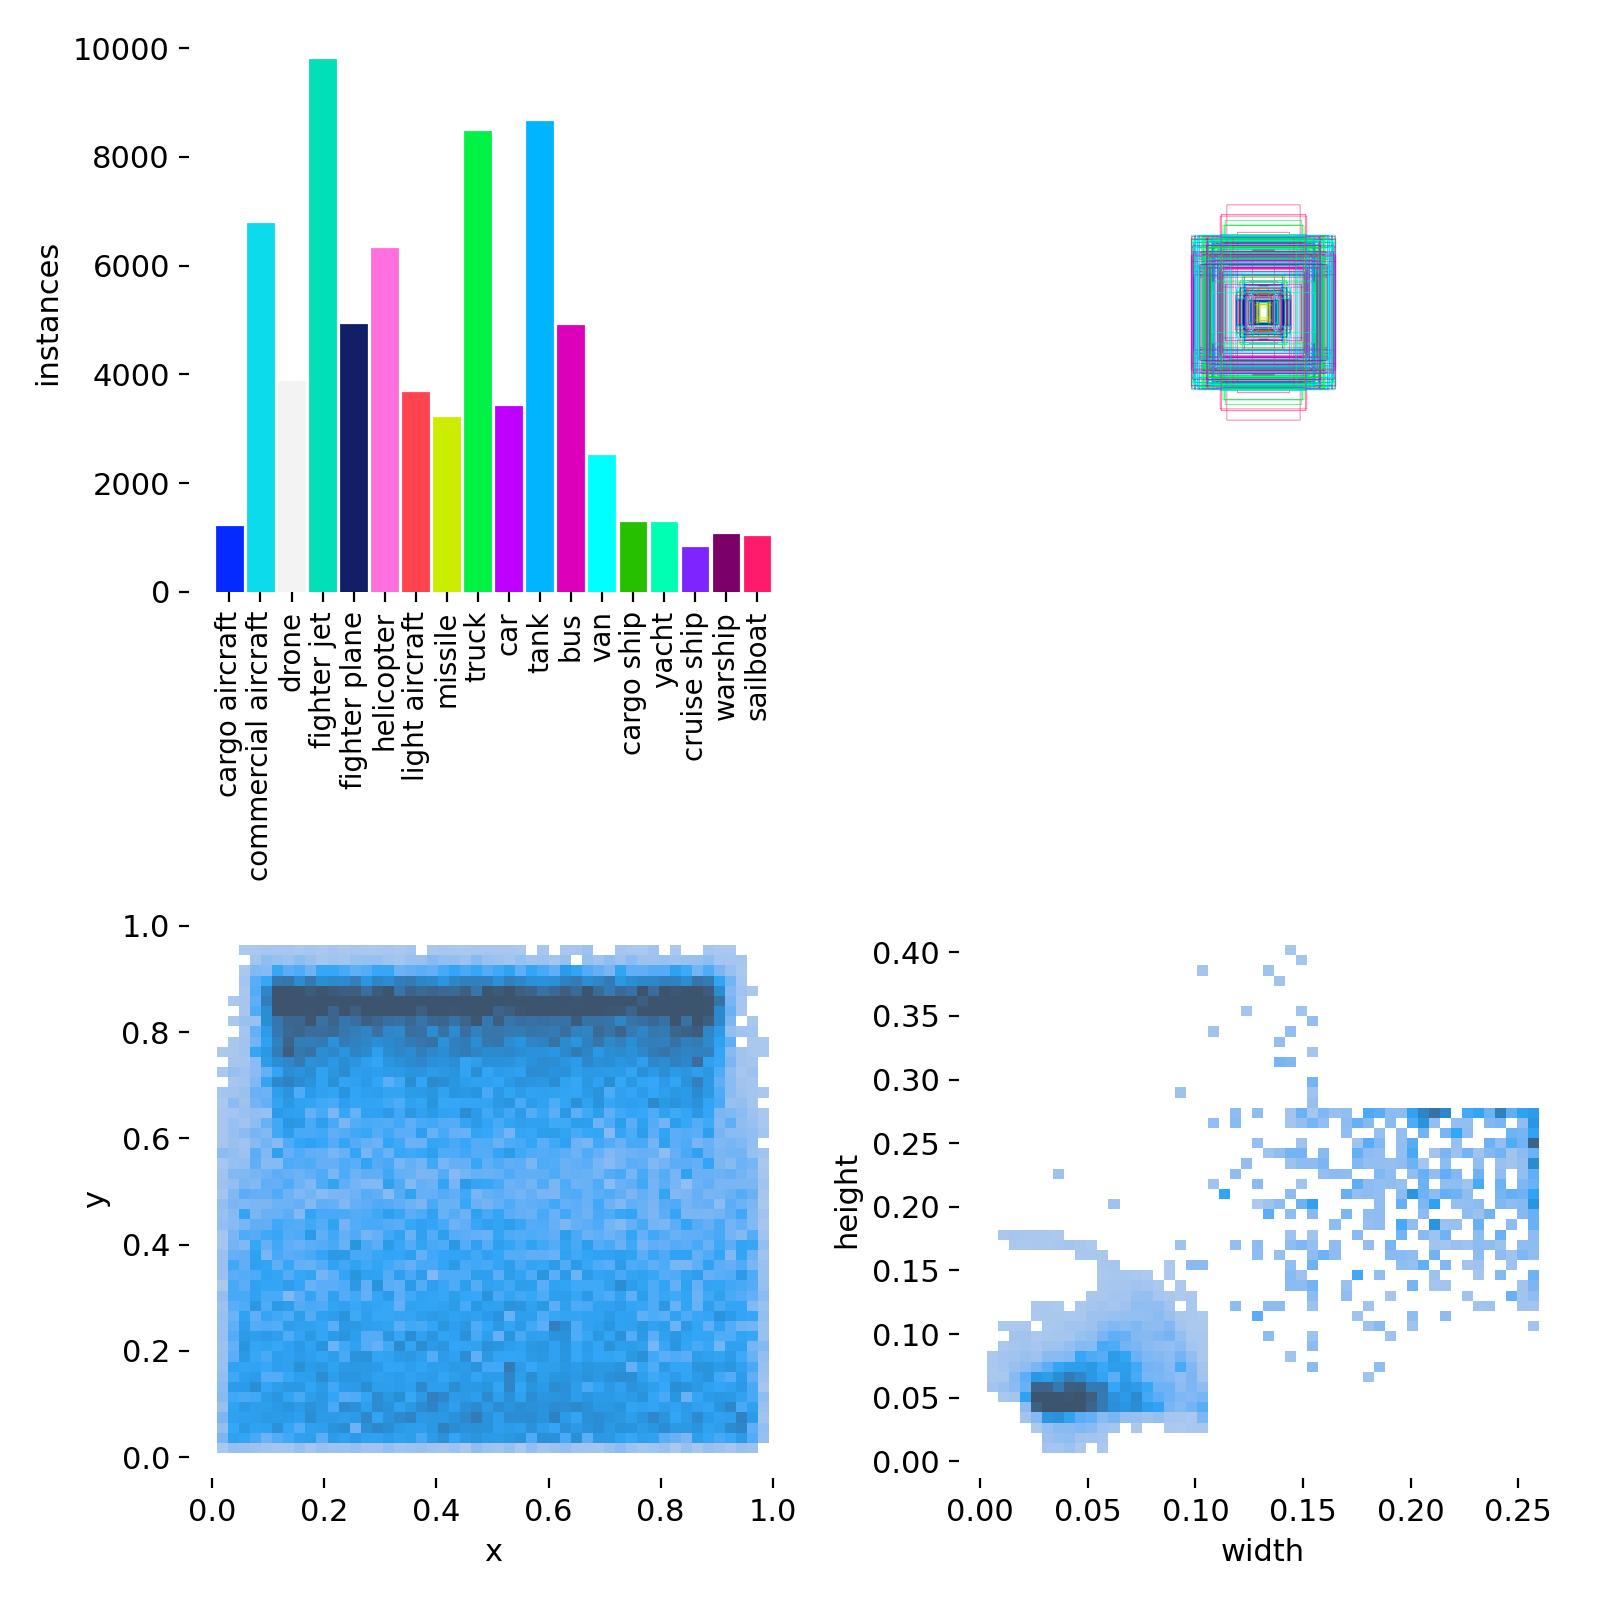 10000
8000
6000
4000
2000
0
instances
cargo aircraft
commercial aircraft
drone
fighter jet
fighter plane
helicopter
light aircraft
missile
truck
car
tank
bus
van
cargo ship
yacht
cruise ship
warship
sailboat
1.0
0.8
0.6
0.4
0.2
0.0
y
0.0 0.2 0.4 0.6 0.8 1.0
x
0.40
0.35
0.30
0.25
0.20
0.15
0.10
0.05
0.00
height
0.00 0.05 0.10 0.15 0.20 0.25
width